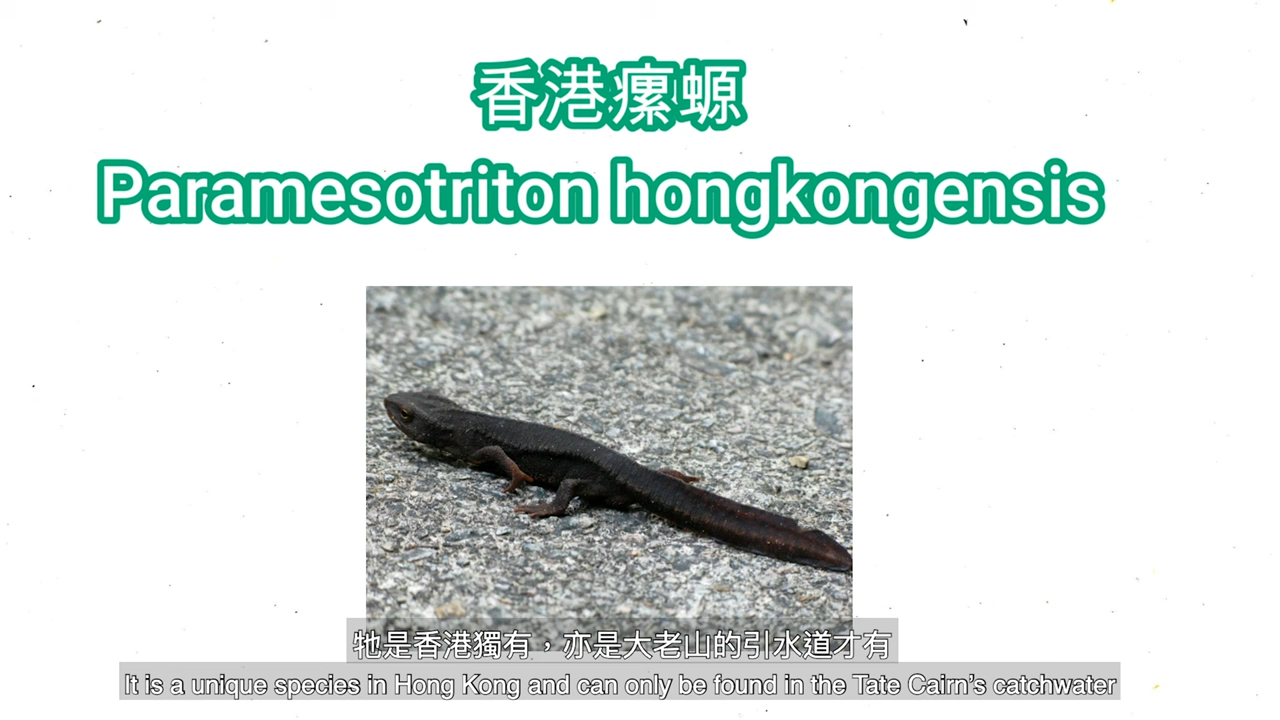 香港瘰螈
Paramesotriton hongkongensis
牠是香港獨有，亦是大老山的引水道才有
It is a unique species in Hong Kong and can only be found in the Tate Cairn’s catchwater